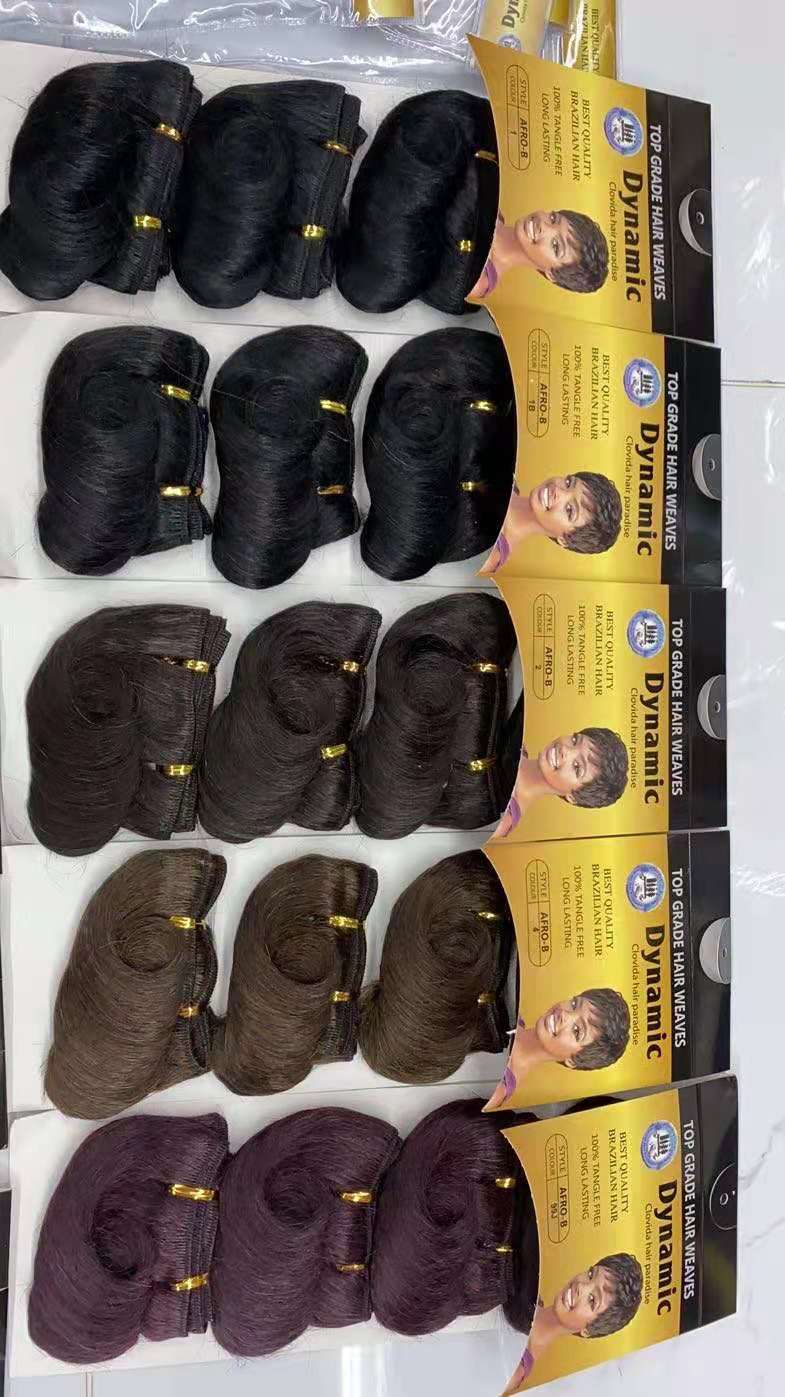 BEST QUALITY
TOP GRADE HAIR WEAVES
Dynamic
Clovida hair paradise
BEST QUALITY
BRAZILIAN HAIR
100% TANGLE FREE
LONG LASTING
STYLE AFRO-B
COLOUR 1
TOP GRADE HAIR WEAVES
Dynamic
Clovida hair paradise
BEST QUALITY
BRAZILIAN HAIR
100% TANGLE FREE
LONG LASTING
STYLE AFRO-B
COLOUR 1B
TOP GRADE HAIR WEAVES
Dynamic
Clovida hair paradise
BEST QUALITY
BRAZILIAN HAIR
100% TANGLE FREE
LONG LASTING
STYLE AFRO-B
COLOUR 2
TOP GRADE HAIR WEAVES
Dynamic
Clovida hair paradise
BEST QUALITY
BRAZILIAN HAIR
100% TANGLE FREE
LONG LASTING
STYLE AFRO-B
COLOUR 4
TOP GRADE HAIR WEAVES
Dynamic
Clovida hair paradise
BEST QUALITY
BRAZILIAN HAIR
100% TANGLE FREE
LONG LASTING
STYLE AFRO-B
COLOUR 99J